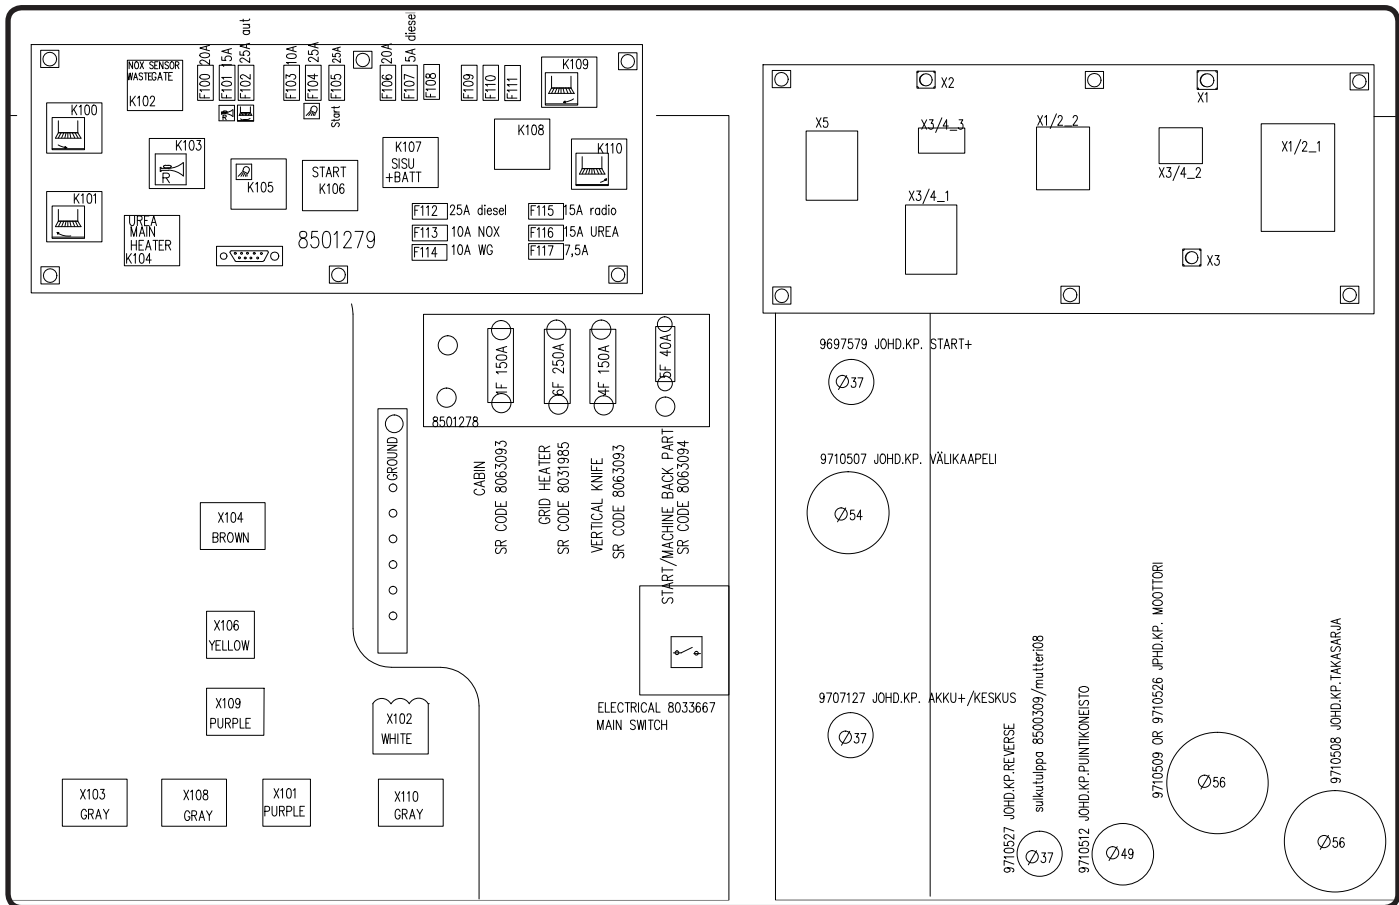 F100 20A
F101 15A
F102 25A aut
F103 10A
F104 25A
F105 25A
Start
F106 20A
F107 5A diesel
F108
F109
F110
F111
NOX SENSOR
WASTEGATE
K102
K109
K100
K103
R
K105
START
K106
K107
SISU
+BATT
K108
K110
K101
UREA
MAIN
HEATER
K104
8501279
F112 25A diesel
F113 10A NOX
F114 10A WG
F115 15A radio
F116 15A UREA
F117 7,5A
X2
X1
X5
X3/4_3
X1/2_2
X3/4_2
X1/2_1
X3/4_1
X3
1F 150A
6F 250A
4F 150A
5F 40A
8501278
GROUND
CABIN
SR CODE 8063093
GRID HEATER
SR CODE 8031985
VERTICAL KNIFE
SR CODE 8063093
START/MACHINE BACK PART
SR CODE 8063094
ELECTRICAL 8033667
MAIN SWITCH
X104
BROWN
X106
YELLOW
X109
PURPLE
X102
WHITE
X103
GRAY
X108
GRAY
X101
PURPLE
X110
GRAY
9697579 JOHD.KP. START+
Ø37
9710507 JOHD.KP. VÄLIKAAPELI
Ø54
9707127 JOHD.KP. AKKU+/KESKUS
Ø37
9710527 JOHD.KP.REVERSE
sulkutulppa 8500309/mutteri08
Ø37
9710512 JOHD.KP.PUINTIKONEISTO
Ø49
9710509 OR 9710526 JPHD.KP. MOOTTORI
Ø56
9710508 JOHD.KP.TAKASARJA
Ø56